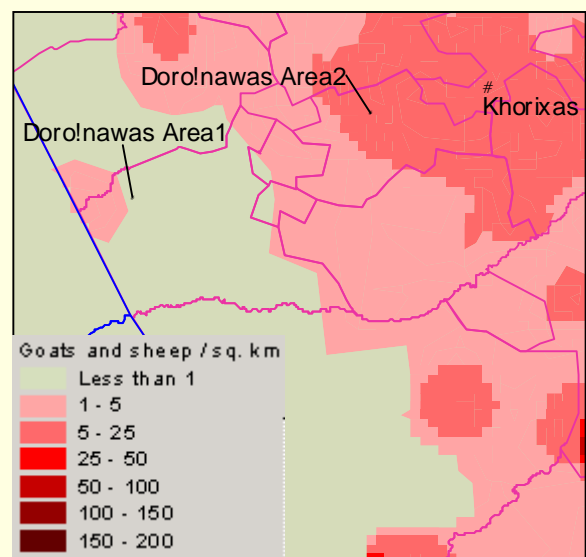 Doro!nawas Area2
#
Khorixas
Doro!nawas Area1
Goats and sheep / sq. km
Less than 1
1 - 5
5 - 25
25 - 50
50 - 100
100 - 150
150 - 200